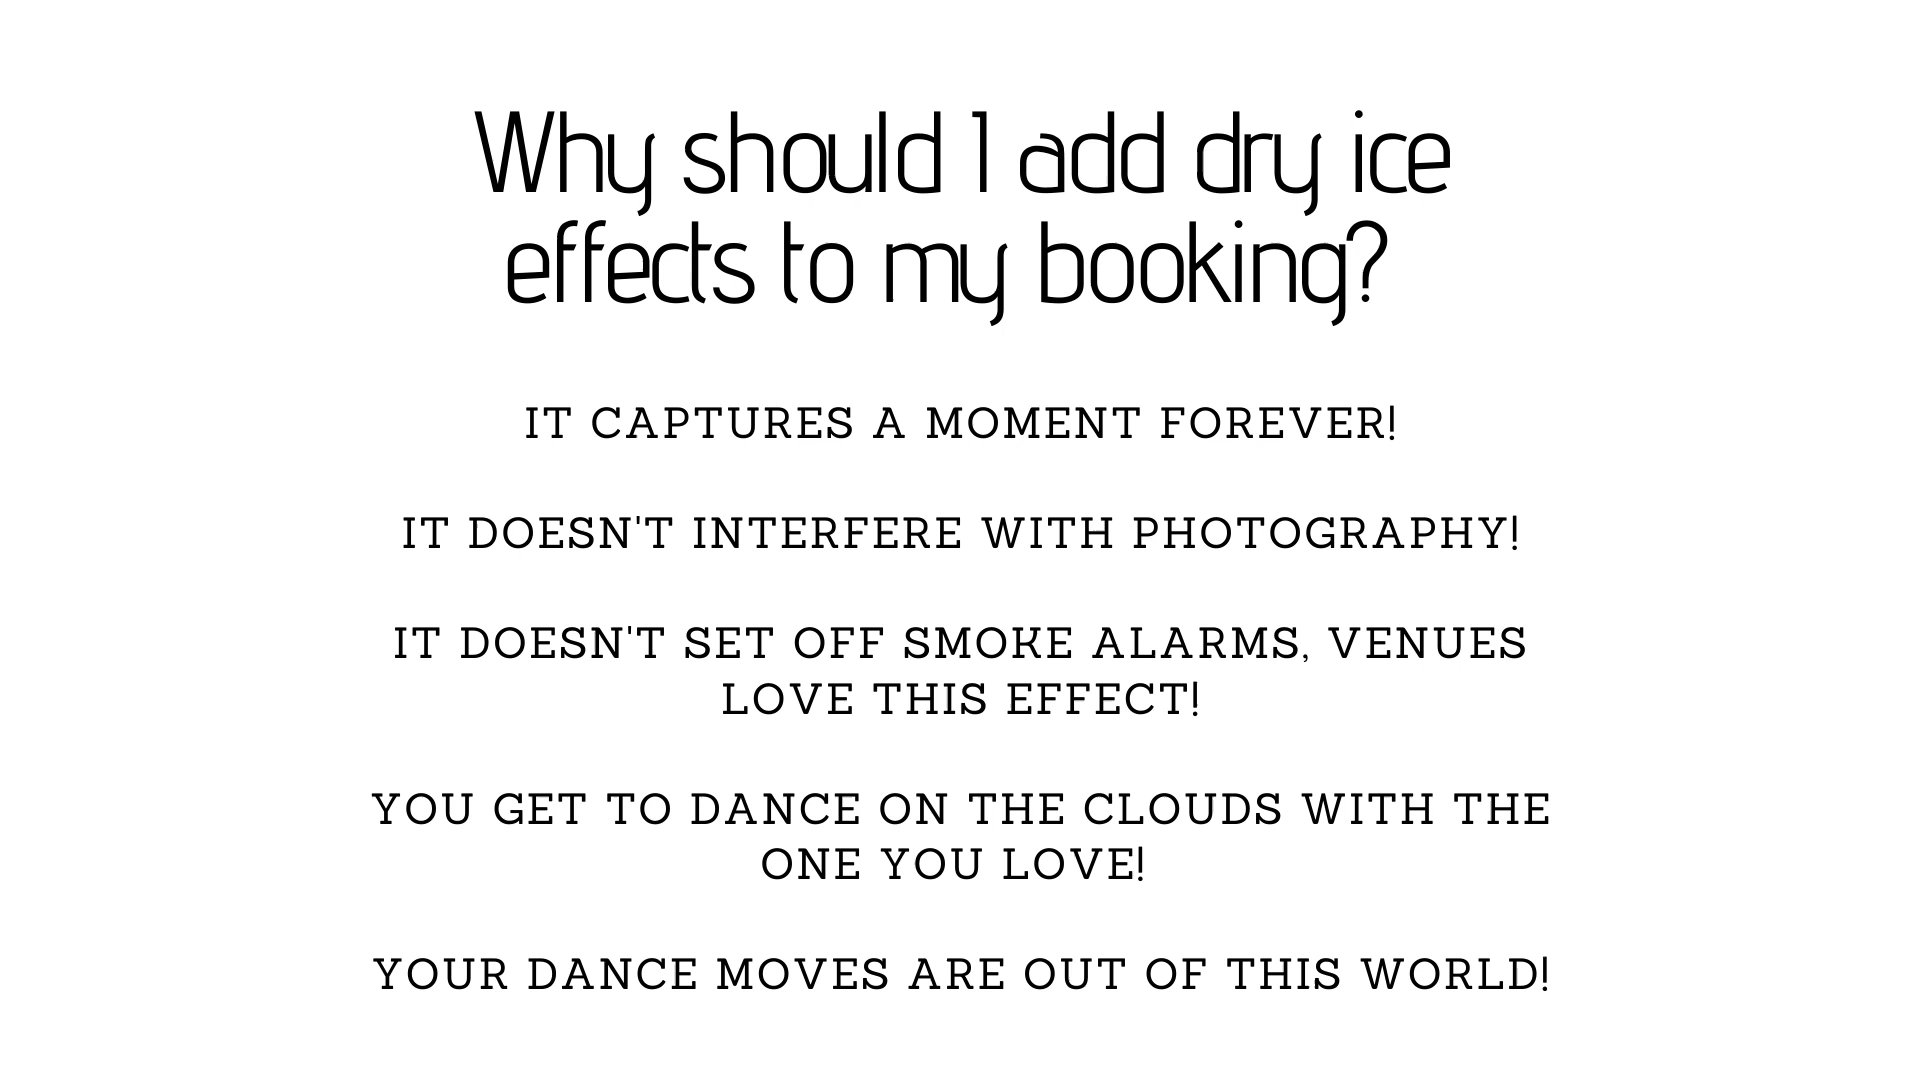 Why should I add dry ice
effects to my booking?
IT CAPTURES A MOMENT FOREVER!
IT DOESN'T INTERFERE WITH PHOTOGRAPHY!
IT DOESN'T SET OFF SMOKE ALARMS, VENUES
LOVE THIS EFFECT!
YOU GET TO DANCE ON THE CLOUDS WITH THE
ONE YOU LOVE!
YOUR DANCE MOVES ARE OUT OF THIS WORLD!